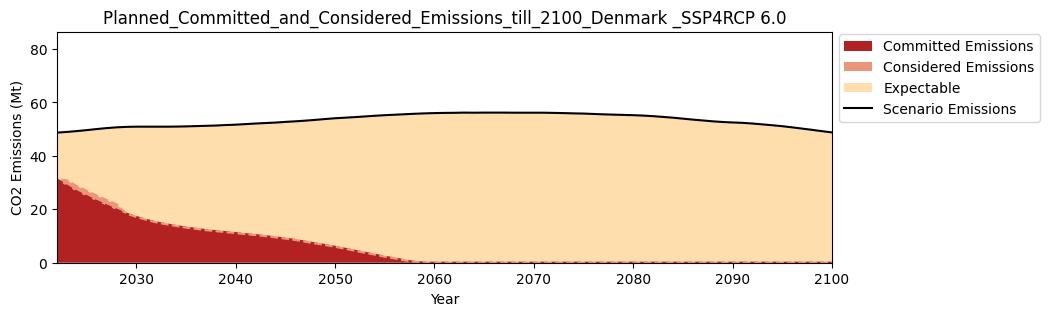 Planned_Committed_and_Considered_Emissions_till_2100_Denmark _SSP4RCP 6.0
80
60
40
20
0
CO2 Emissions (Mt)
2030
2040
2050
2060
2070
2080
2090
2100
Year
Committed Emissions
Considered Emissions
Expectable
Scenario Emissions